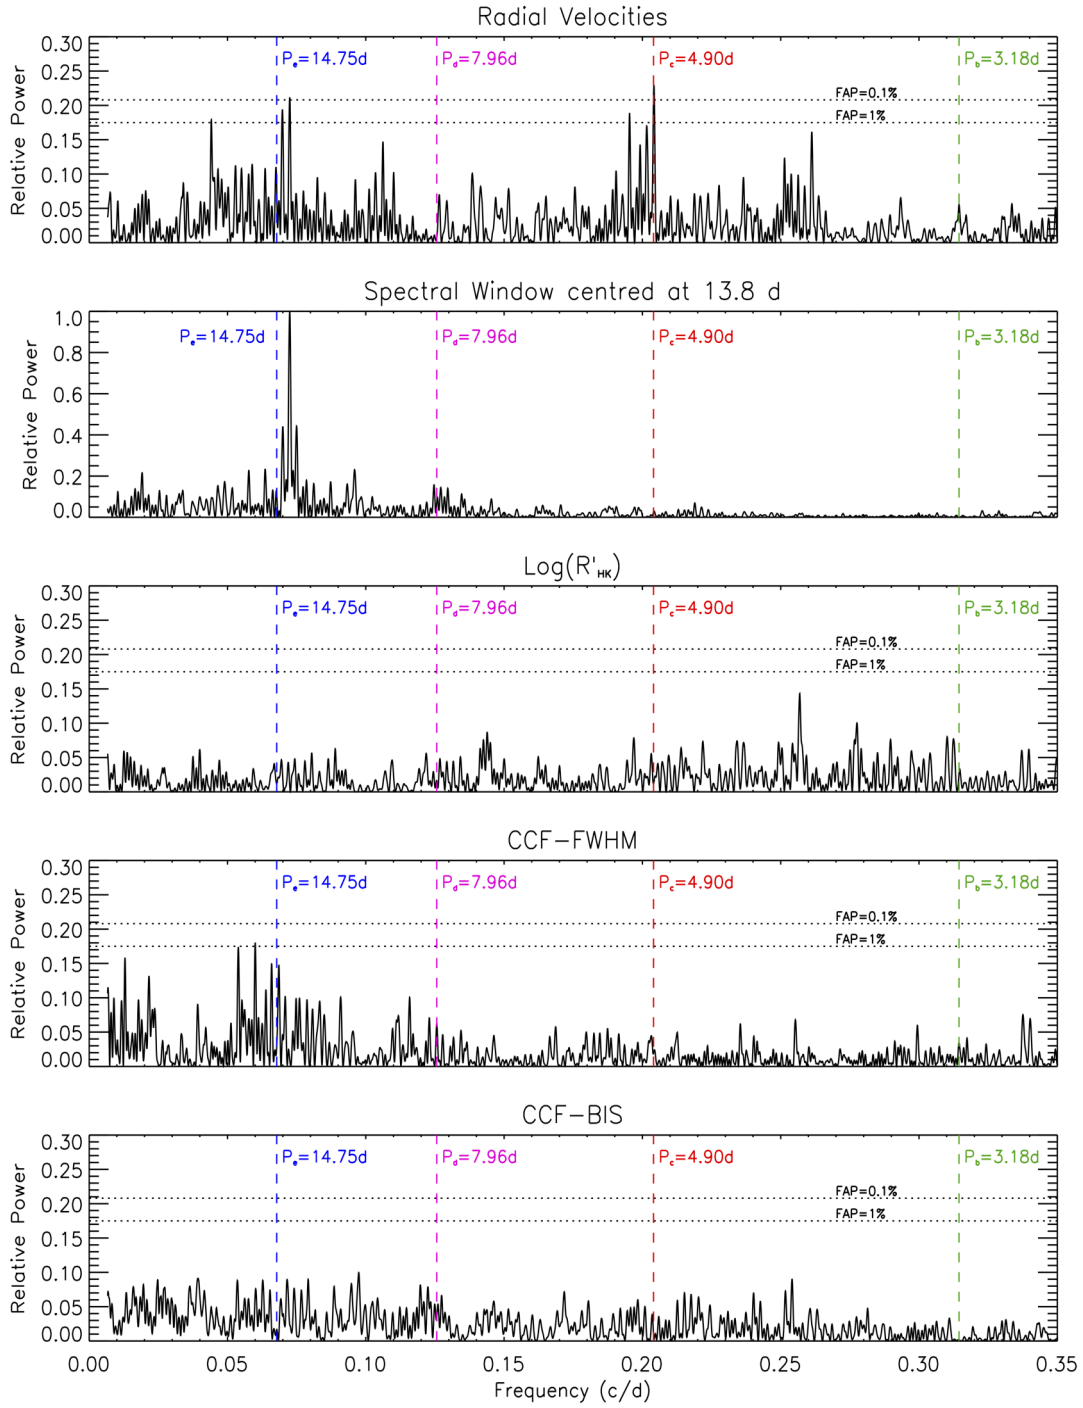 Radial Velocities
0.30
0.25
0.20
0.15
0.10
0.05
0.00
Relative Power
Pe=14.75d
Pd=7.96d
Pc=4.90d
Pb=3.18d
FAP=0.1%
FAP=1%
Spectral Window centred at 13.8 d
1.0
0.8
0.6
0.4
0.2
0.0
Relative Power
Pe=14.75d
Pd=7.96d
Pc=4.90d
Pb=3.18d
Log(R'HK)
0.30
0.25
0.20
0.15
0.10
0.05
0.00
Relative Power
Pe=14.75d
Pd=7.96d
Pc=4.90d
Pb=3.18d
FAP=0.1%
FAP=1%
CCF-FWHM
0.30
0.25
0.20
0.15
0.10
0.05
0.00
Relative Power
Pe=14.75d
Pd=7.96d
Pc=4.90d
Pb=3.18d
FAP=0.1%
FAP=1%
CCF-BIS
0.30
0.25
0.20
0.15
0.10
0.05
0.00
Relative Power
Pe=14.75d
Pd=7.96d
Pc=4.90d
Pb=3.18d
FAP=0.1%
FAP=1%
0.00 0.05 0.10 0.15 0.20 0.25 0.30 0.35
Frequency (c/d)